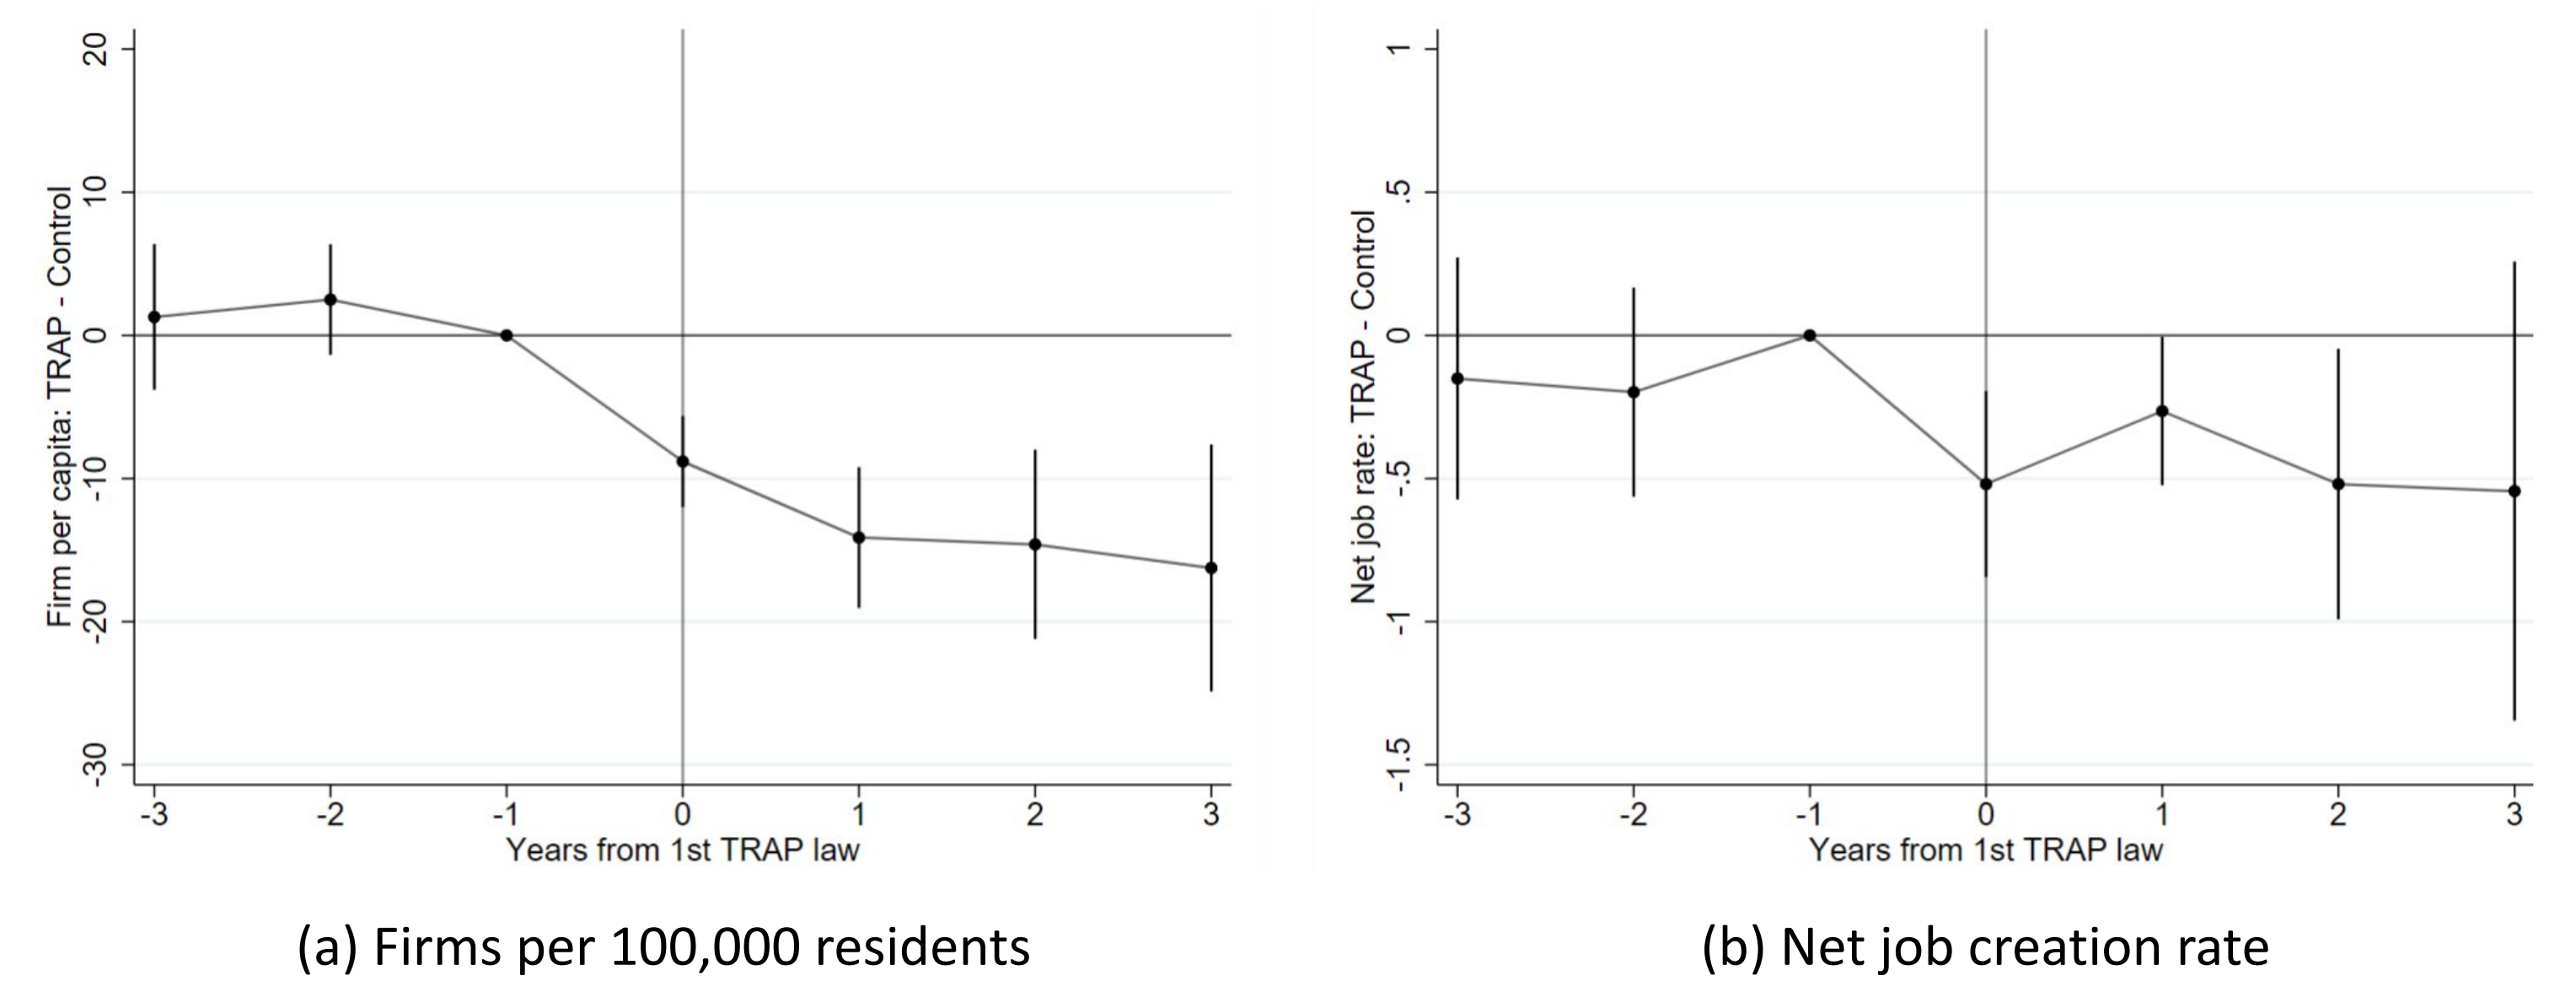 Firm per capita: TRAP - Control
20
10
0
-10
-20
-30
-3 -2 -1 0 1 2 3
Years from 1st TRAP law
(a) Firms per 100,000 residents
Net job rate: TRAP - Control
1
.5
0
-.5
-1
-1.5
-3 -2 -1 0 1 2 3
Years from 1st TRAP law
(b) Net job creation rate